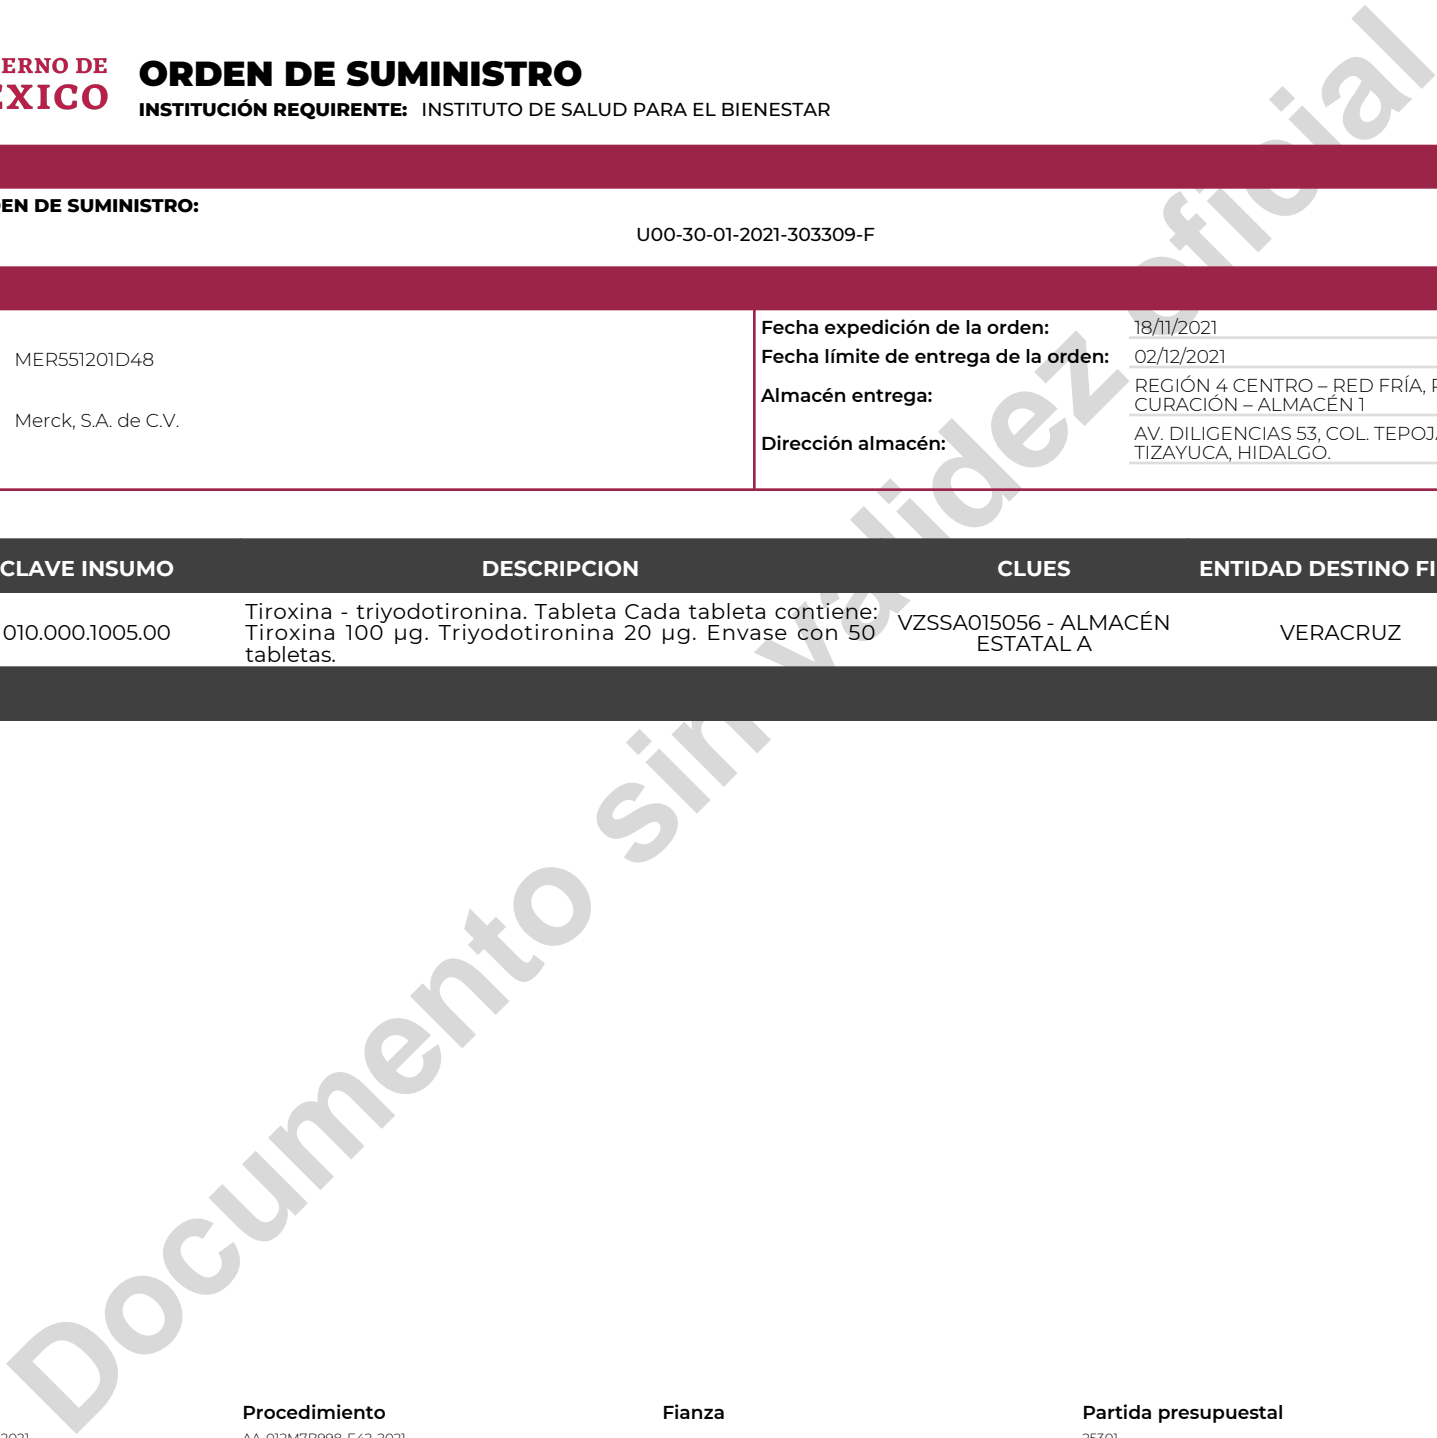 ERNO DE
ORDEN DE SUMINISTRO
EXICO
INSTITUCIÓN REQUIRENTE: INSTITUTO DE SALUD PARA EL BIENESTAR
EN DE SUMINISTRO:
U00-30-01-2021-303309-F
MER551201D48
Merck, S.A. de C.V.
Fecha expedición de la orden: 18/11/2021
Fecha límite de entrega de la orden: 02/12/2021
Almacén entrega:
REGIÓN 4 CENTRO – RED FRÍA,
CURACIÓN – ALMACÉN 1
Dirección almacén:
AV. DILIGENCIAS 53, COL. TEPOJA
TIZAYUCA, HIDALGO.
CLAVE INSUMO DESCRIPCION CLUES ENTIDAD DESTINO FI
010.000.1005.00
Tiroxina - triyodotironina. Tableta Cada tableta contiene:
Tiroxina 100 µg. Triyodotironina 20 µg. Envase con 50
tabletas.
VZSSA015056 - ALMACÉN
ESTATAL A
VERACRUZ
Documento sin validez oficial
Procedimiento Fianza Partida presupuestal